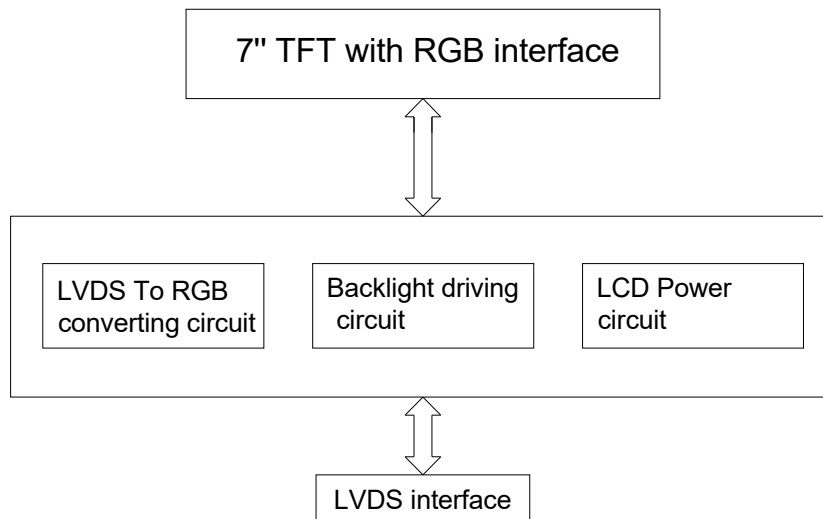 7" TFT with RGB interface
LVDS To RGB
converting circuit
Backlight driving
circuit
LCD Power
circuit
LVDS interface